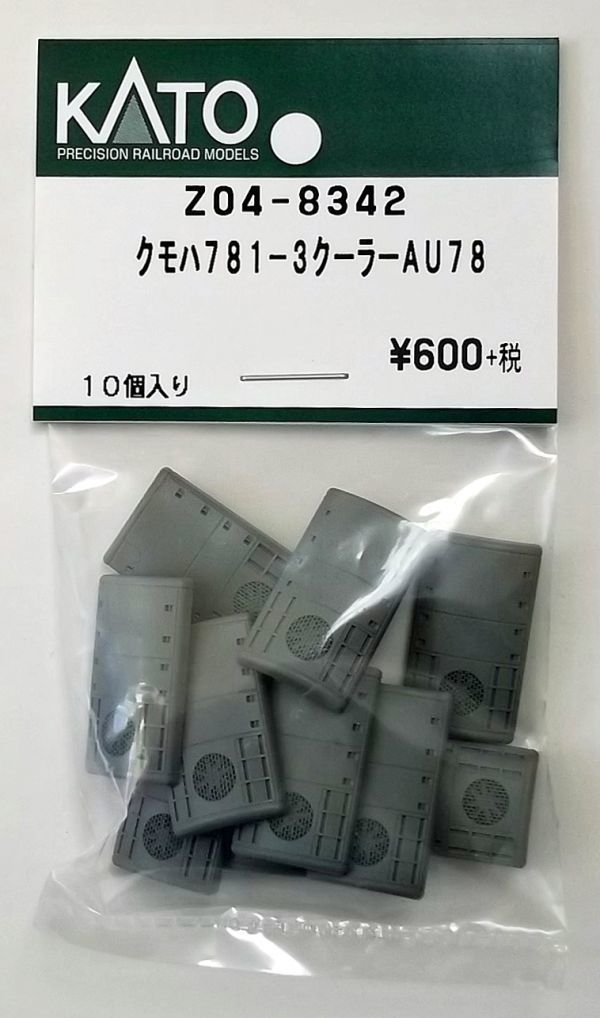 KATO
PRECISION RAILROAD MODELS
Z04-8342
クモハ781-3クーラーAU78
¥600+税
10個入り